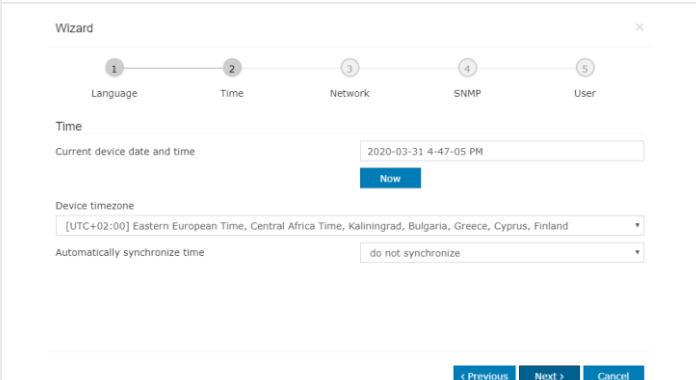 Wizard ×
1 2 3 4 5
Language Time Network SNMP User
Time
Current device date and time 2020-03-31 4-47-05 PM
Now
Device timezone
[UTC+02:00] Eastern European Time, Central Africa Time, Kaliningrad, Bulgaria, Greece, Cyprus, Finland
Automatically synchronize time do not synchronize
< Previous Next > Cancel